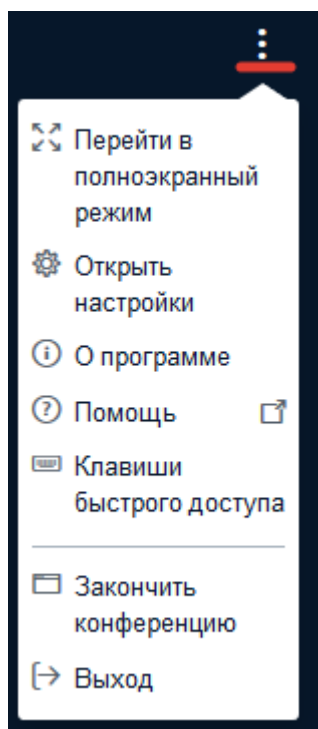 Перейти в
полноэкранный
режим
Открыть
настройки
О программе
Помощь
Клавиши
быстрого доступа
Закончить
конференцию
Выход